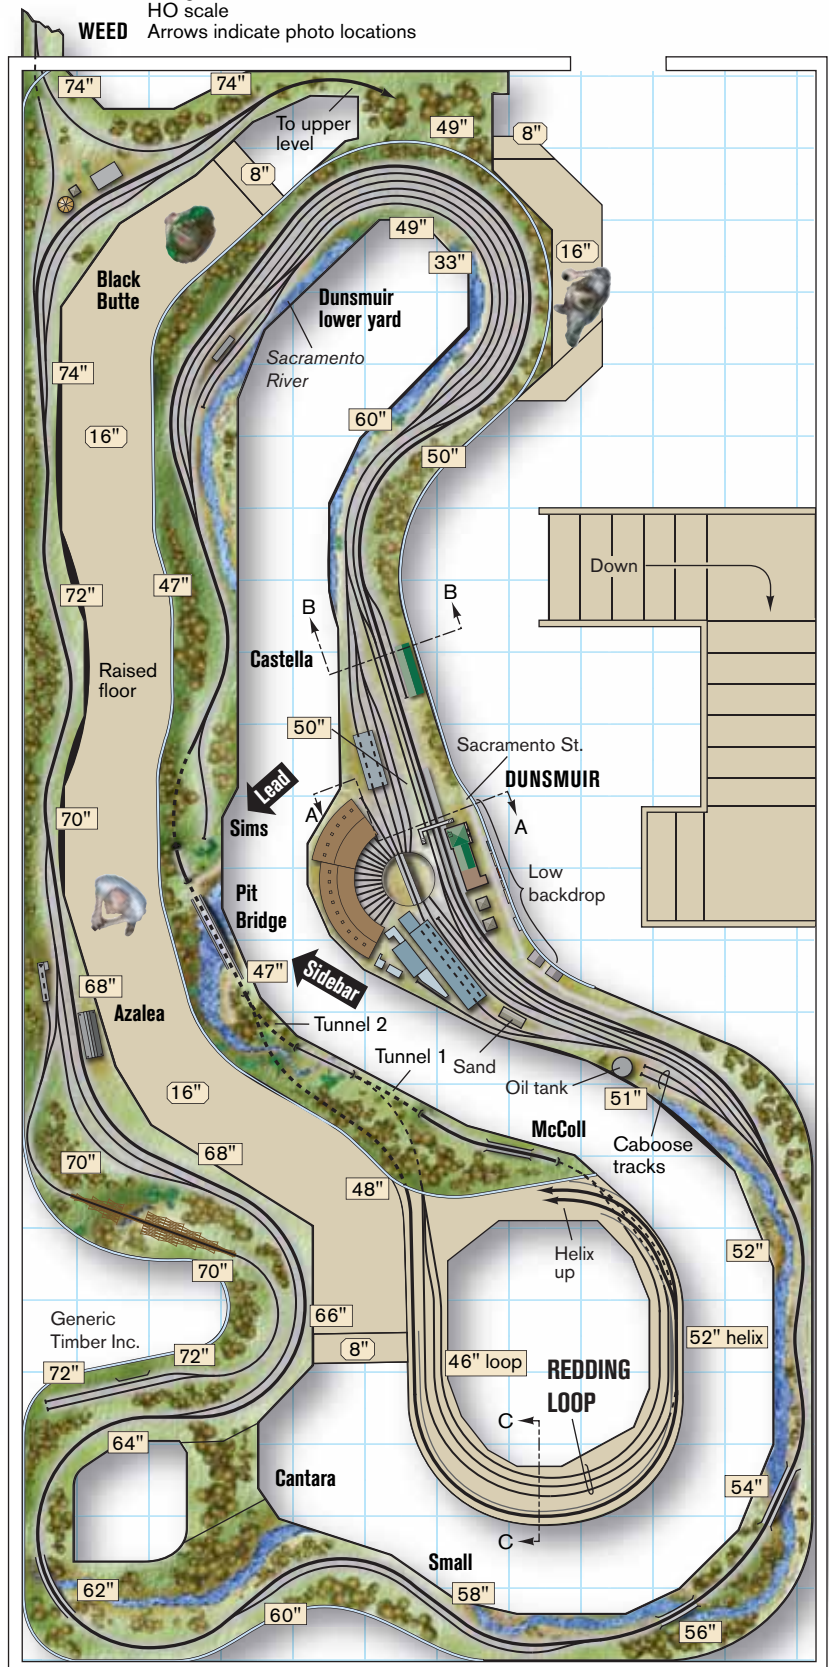 HO scale
WEED
Arrows indicate photo locations
74"
74"
To upper
level
49"
8"
8"
49"
33"
16"
Black
Butte
Dunsmuir
lower yard
Sacramento
River
74"
16"
60"
50"
Down
72"
47"
B
B
Castella
Raised
floor
50"
Sacramento St.
DUNSMUIR
Lead
A
A
70"
Sims
Low
backdrop
Pit
Bridge
47"
Sidebar
68"
Azalea
Tunnel 2
Tunnel 1
Sand
Oil tank
51"
16"
McColl
Caboose
tracks
70"
68"
48"
Helix
up
52"
70"
Generic
Timber Inc.
66"
52" helix
8"
72"
72"
46" loop
REDDING
LOOP
C
64"
Cantara
54"
C
Small
62"
58"
60"
56"